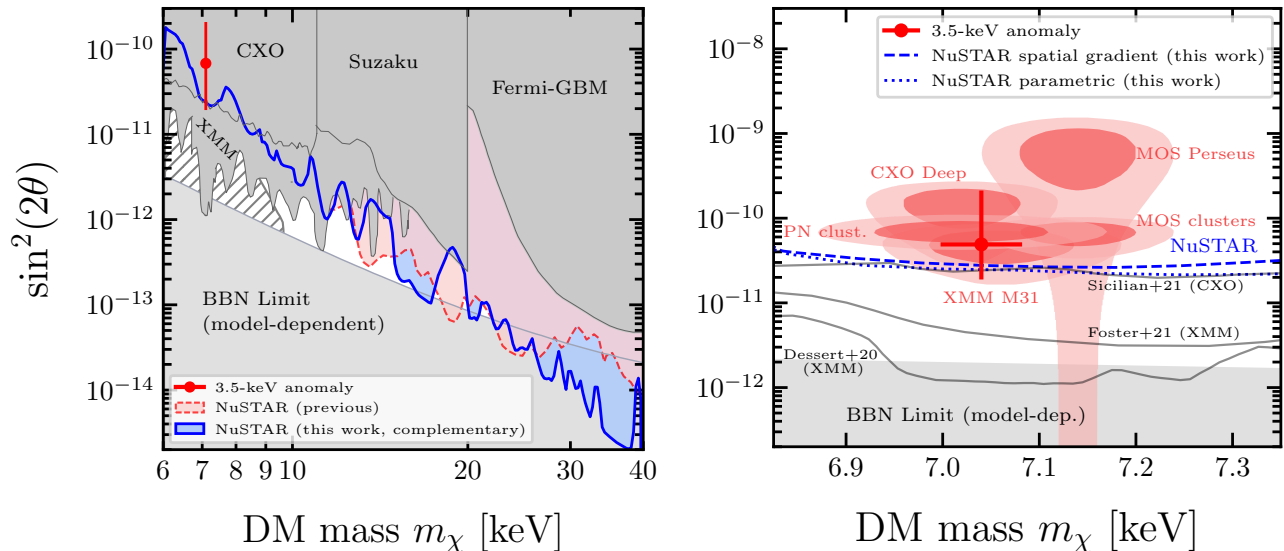 10⁻¹⁰
10⁻¹¹
10⁻¹²
10⁻¹³
10⁻¹⁴
sin²(2θ)
CXO
Suzaku
Fermi-GBM
XMM
BBN Limit
(model-dependent)
3.5-keV anomaly
NuSTAR (previous)
NuSTAR (this work, complementary)
6 7 8 9 10 20 30 40
DM mass mχ [keV]
10⁻⁸
10⁻⁹
10⁻¹⁰
10⁻¹¹
10⁻¹²
3.5-keV anomaly
NuSTAR spatial gradient (this work)
NuSTAR parametric (this work)
MOS Perseus
CXO Deep
MOS clusters
PN clust.
NuSTAR
XMM M31
Sicilian+21 (CXO)
Foster+21 (XMM)
Dessert+20
(XMM)
BBN Limit (model-dep.)
6.9 7.0 7.1 7.2 7.3
DM mass mχ [keV]